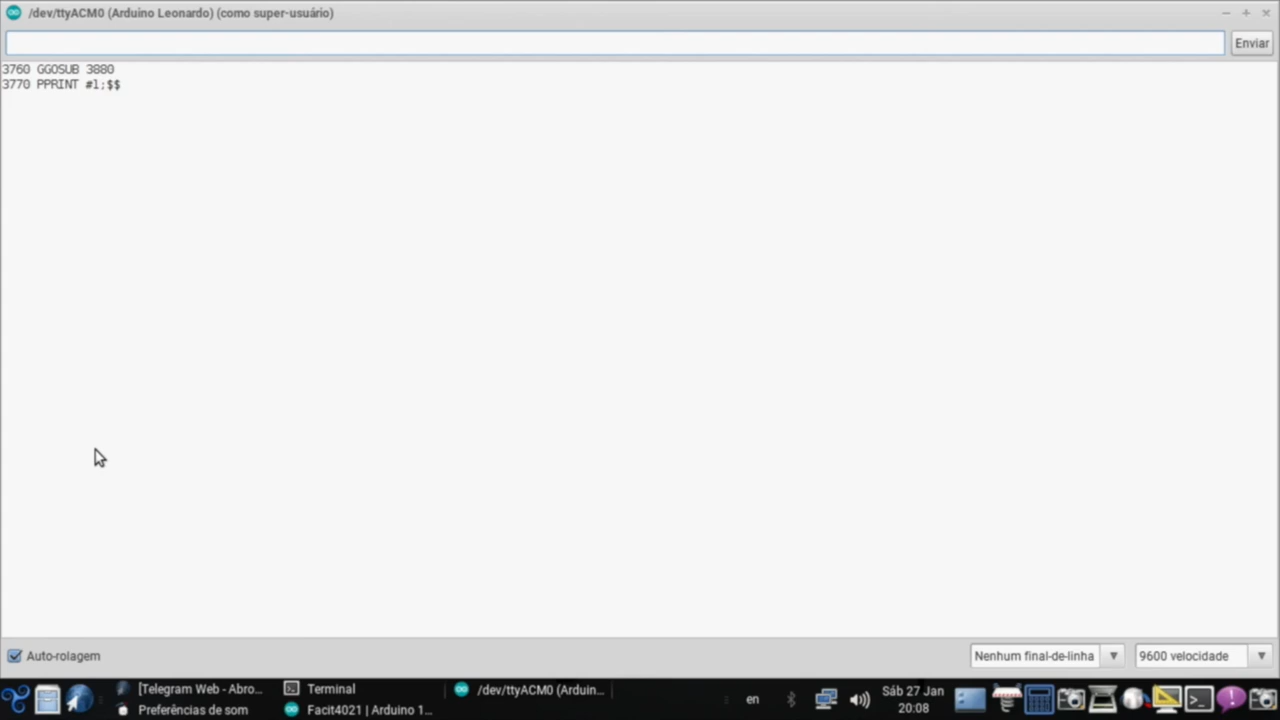 /dev/ttyACM0 (Arduino Leonardo) (como super-usuário)
Enviar
3760 GGOSUB 3880
3770 PPRINT #1;$$
Auto-rolagem
Nenhum final-de-linha
9600 velocidade
[Telegram Web - Abro...
Terminal
/dev/ttyACM0 (Arduin...
Preferências de som
Facit4021 | Arduino 1...
en
Sáb 27 Jan
20:08